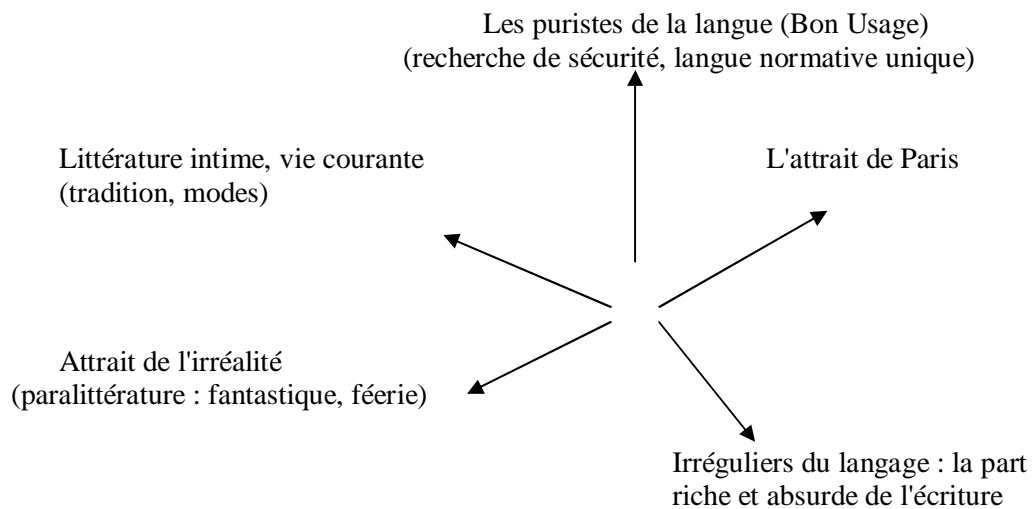 Les puristes de la langue (Bon Usage)
(recherche de sécurité, langue normative unique)
Littérature intime, vie courante
(tradition, modes)
L'attrait de Paris
Attrait de l'irréalité
(paralittérature : fantastique, féerie)
Irréguliers du langage : la part
riche et absurde de l'écriture